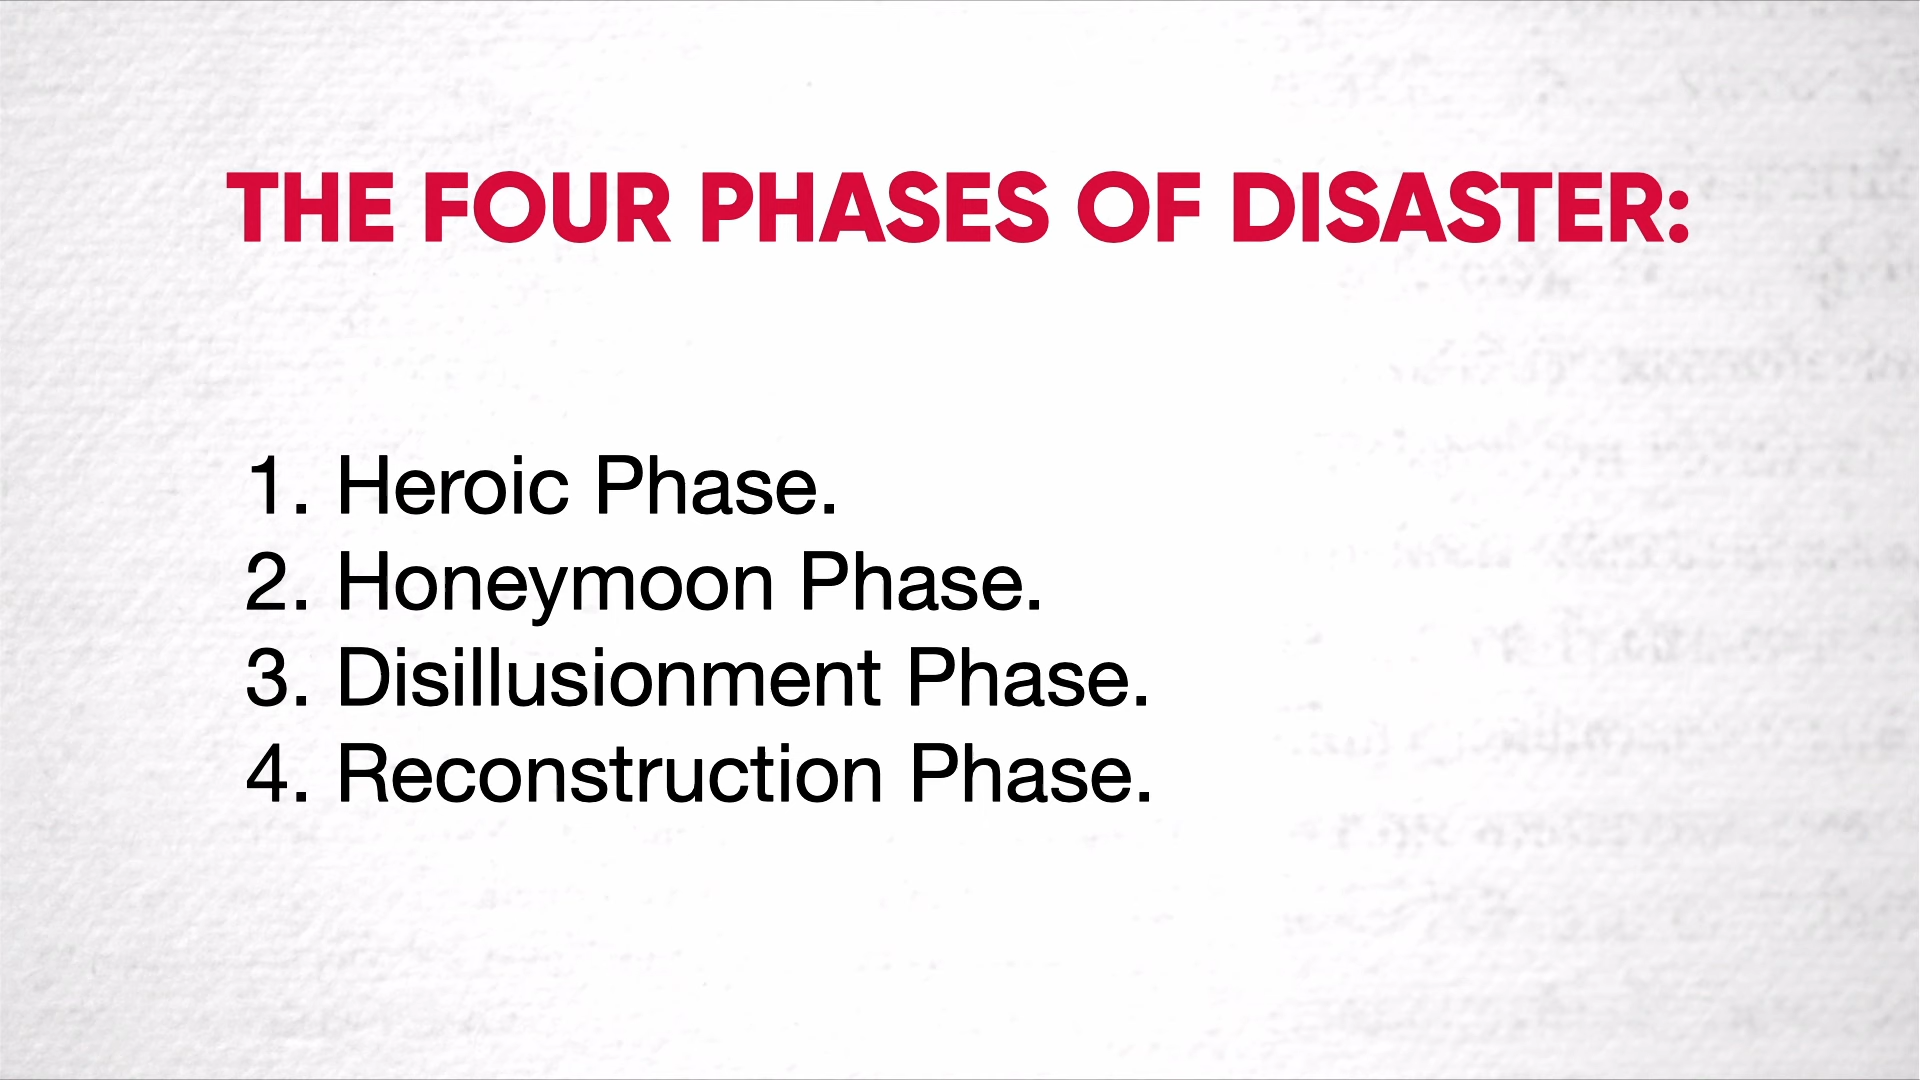 THE FOUR PHASES OF DISASTER:
1. Heroic Phase.
2. Honeymoon Phase.
3. Disillusionment Phase.
4. Reconstruction Phase.